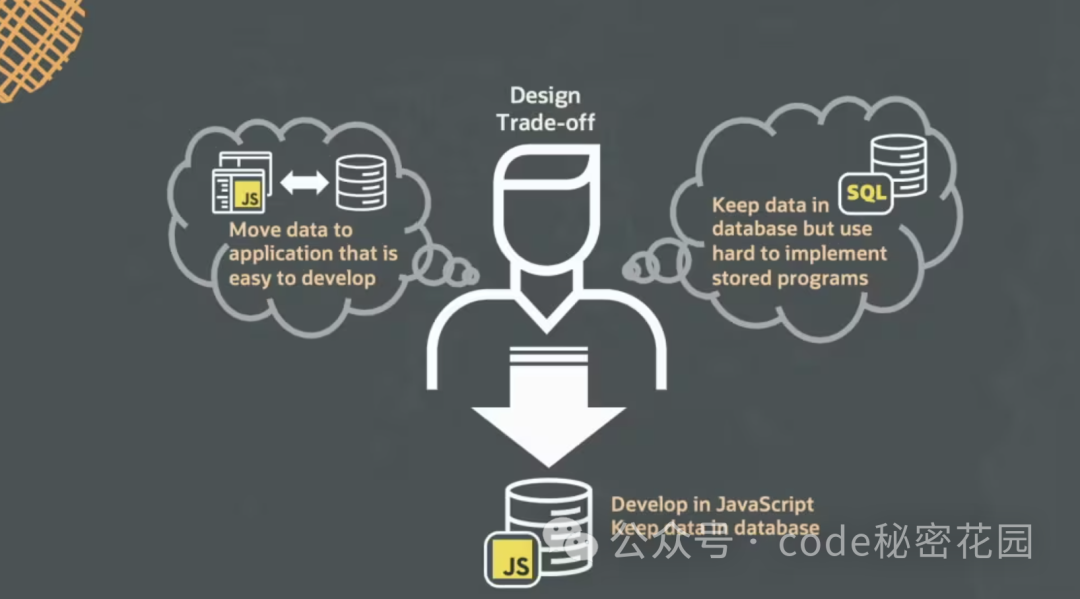 Design
Trade-off
JS
Move data to
application that is
easy to develop
SQL
Keep data in
database but use
hard to implement
stored programs
Develop in JavaScript
Keep data in database
JS
公众号 · code秘密花园